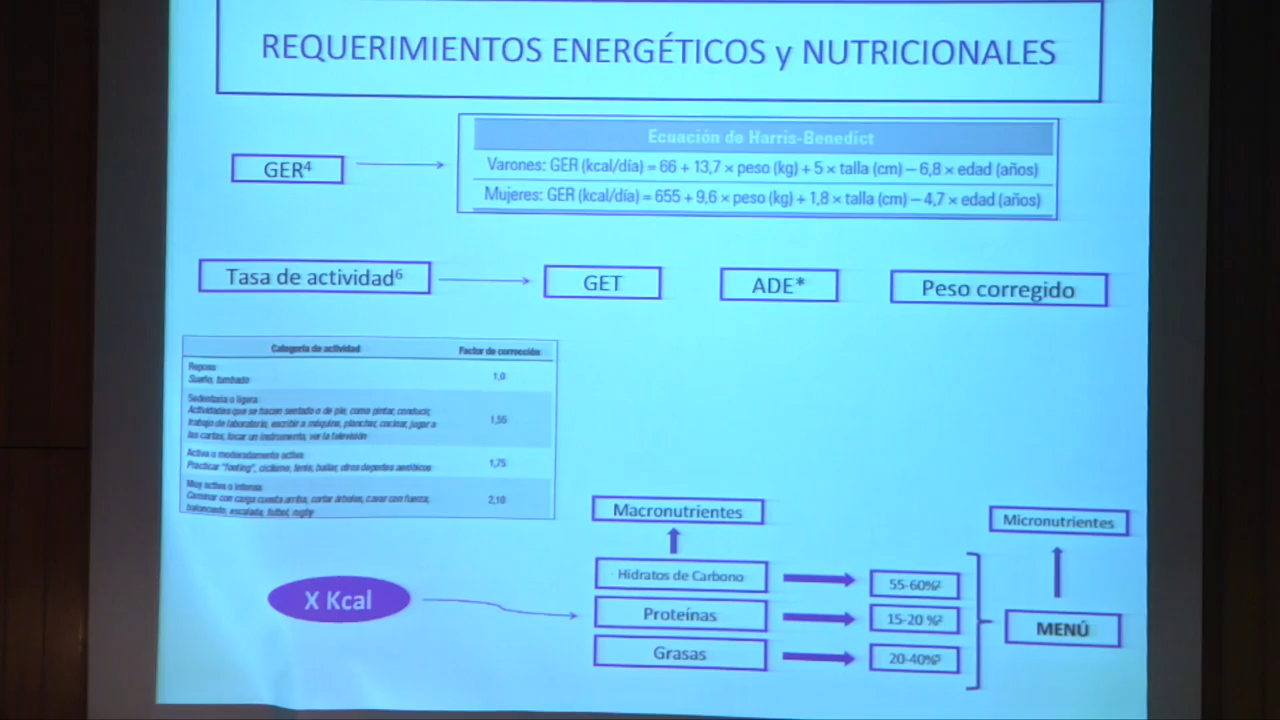 REQUERIMIENTOS ENERGÉTICOS y NUTRICIONALES
GER⁴
Ecuación de Harris-Benedict
Varones: GER (kcal/día) = 66 + 13,7 × peso (kg) + 5 × talla (cm) – 6,8 × edad (años)
Mujeres: GER (kcal/día) = 655 + 9,6 × peso (kg) + 1,8 × talla (cm) – 4,7 × edad (años)
Tasa de actividad⁶
GET
ADE*
Peso corregido
Categoría de actividad
Factor de corrección
Reposo
Sueño, tumbado
1,0
Sedentaria o ligera
Actividades que se hacen sentado o de pie, como pintar, conducir,
trabajo de laboratorio, escribir a máquina, planchar, cocinar, jugar a
las cartas, tocar un instrumento, ver la televisión
1,55
Activa o moderadamente activa
Practicar "footing", ciclismo, tenis, bailar, otros deportes
1,75
Muy activa o intensa
Caminar con carga cuesta arriba, cortar árboles, cavar con fuerza,
baloncesto, escalada, fútbol, rugby
2,10
Macronutrientes
Micronutrientes
X Kcal
Hidratos de Carbono
55-60%
Proteínas
15-20 %
MENÚ
Grasas
20-40%